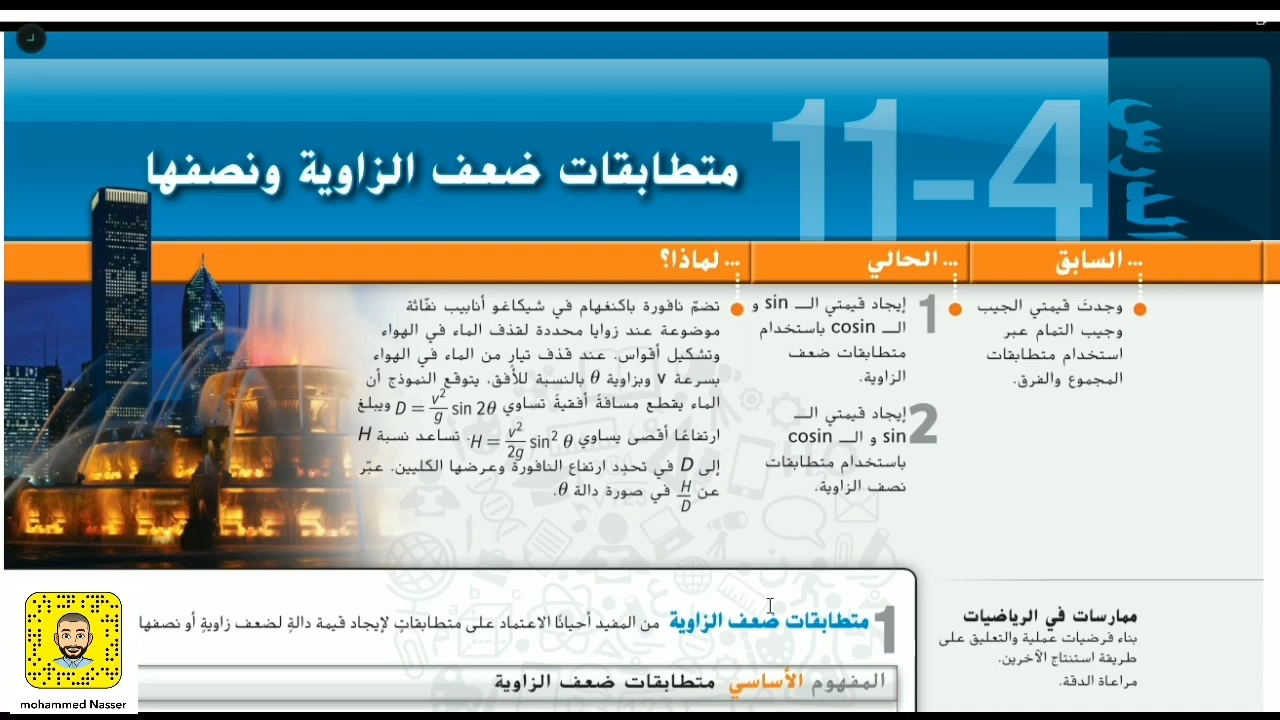 الدرس
11-4
متطابقات ضعف الزاوية ونصفها
... السابق
... الحالي
... لماذا؟
وجدتَ قيمتي الجيب
وجيب التمام عبر
استخدام متطابقات
المجموع والفرق.
1 إيجاد قيمتي الـ sin و
الـ cosin باستخدام
متطابقات ضعف
الزاوية.
2 إيجاد قيمتي الـ
sin و الـ cosin
باستخدام متطابقات
نصف الزاوية.
تضمّ نافورة باكنغهام في شيكاغو أنابيب نفّاثة
موضوعة عند زوايا محددة لقذف الماء في الهواء
وتشكيل أقواس. عند قذف تيار من الماء في الهواء
بسرعة v وبزاوية θ بالنسبة للأفق. يتوقع النموذج أن
الماء يقطع مسافةً أفقيةً تساوي D = v²/g sin 2θ ويبلغ
ارتفاعًا أقصى يساوي H = v²/2g sin² θ. تساعد نسبة H
إلى D في تحدِد ارتفاع النافورة وعرضها الكليين. عبّر
عن H/D في صورة دالة θ.
ممارسات في الرياضيات
بناء فرضيات عملية والتعليق على
طريقة استنتاج الآخرين.
مراعاة الدقة.
1 متطابقات ضعف الزاوية من المفيد أحيانًا الاعتماد على متطابقاتٍ لإيجاد قيمة دالةٍ لضعف زاويةٍ أو نصفها
المفهوم الأساسي متطابقات ضعف الزاوية
mohammed Nasser